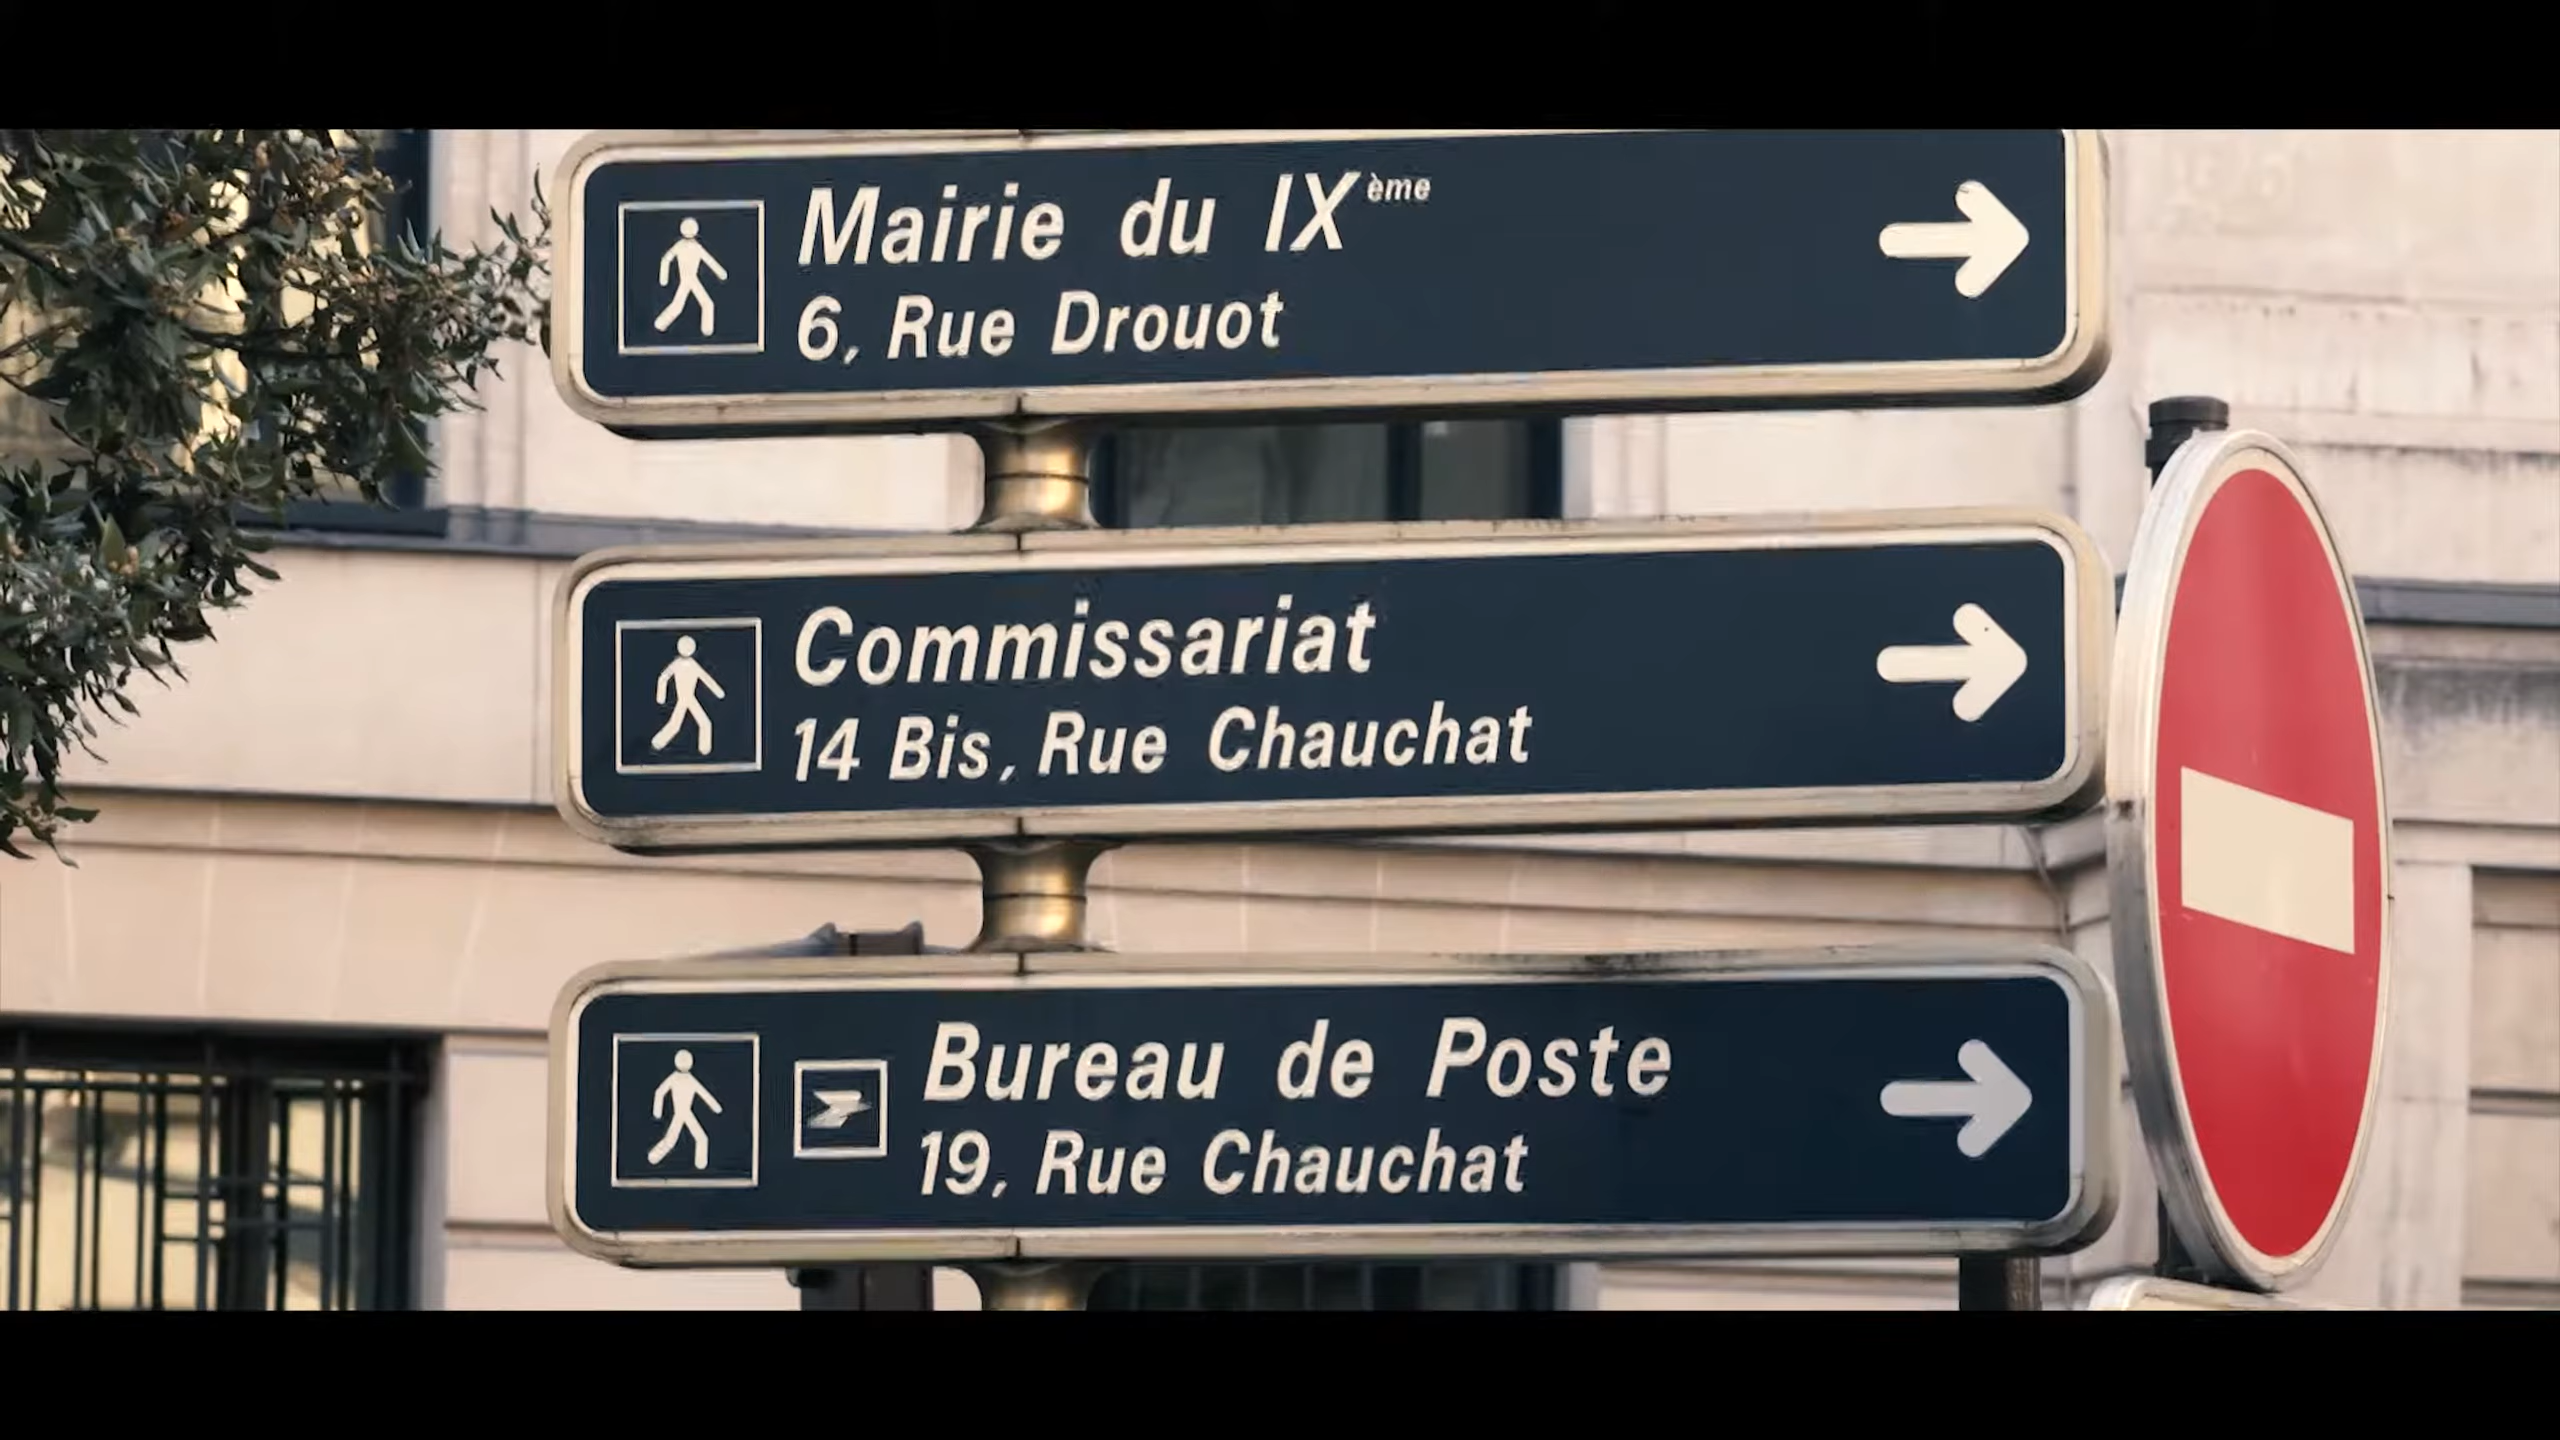 Mairie du IXème
6, Rue Drouot
Commissariat
14 Bis, Rue Chauchat
Bureau de Poste
19, Rue Chauchat